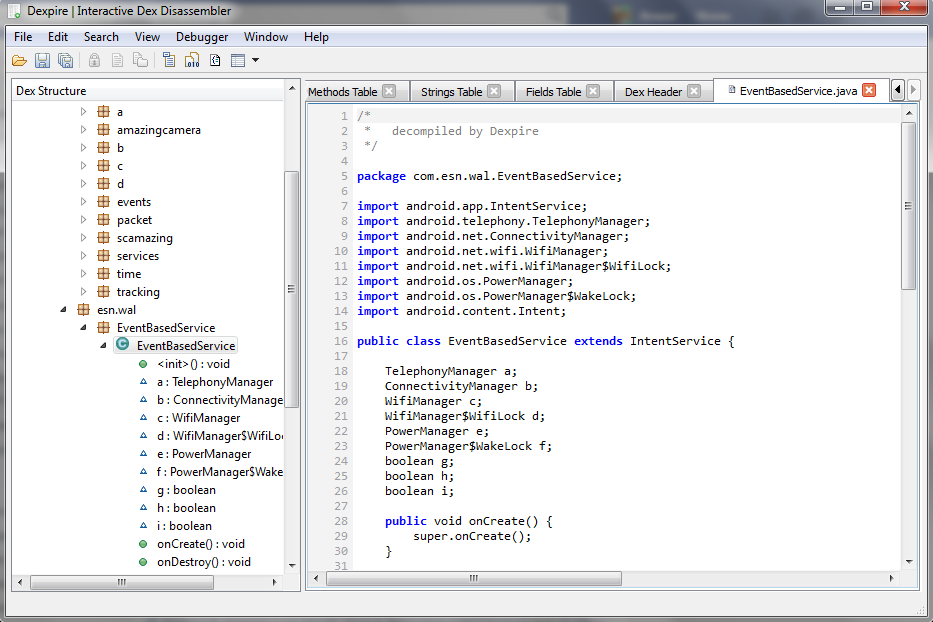 Dexpire | Interactive Dex Disassembler
File Edit Search View Debugger Window Help
Dex Structure
a
amazingcamera
b
c
d
events
packet
scamazing
services
time
tracking
esn.wal
EventBasedService
EventBasedService
<init>() : void
a : TelephonyManager
b : ConnectivityManage
c : WifiManager
d : WifiManager$WifiLo
e : PowerManager
f : PowerManager$Wake
g : boolean
h : boolean
i : boolean
onCreate() : void
onDestroy() : void
Methods Table Strings Table Fields Table Dex Header EventBasedService.java
1 /*
2 *   decompiled by Dexpire
3 */
4
5 package com.esn.wal.EventBasedService;
6
7 import android.app.IntentService;
8 import android.telephony.TelephonyManager;
9 import android.net.ConnectivityManager;
10 import android.net.wifi.WifiManager;
11 import android.net.wifi.WifiManager$WifiLock;
12 import android.os.PowerManager;
13 import android.os.PowerManager$WakeLock;
14 import android.content.Intent;
15
16 public class EventBasedService extends IntentService {
17
18     TelephonyManager a;
19     ConnectivityManager b;
20     WifiManager c;
21     WifiManager$WifiLock d;
22     PowerManager e;
23     PowerManager$WakeLock f;
24     boolean g;
25     boolean h;
26     boolean i;
27
28     public void onCreate() {
29         super.onCreate();
30     }
31